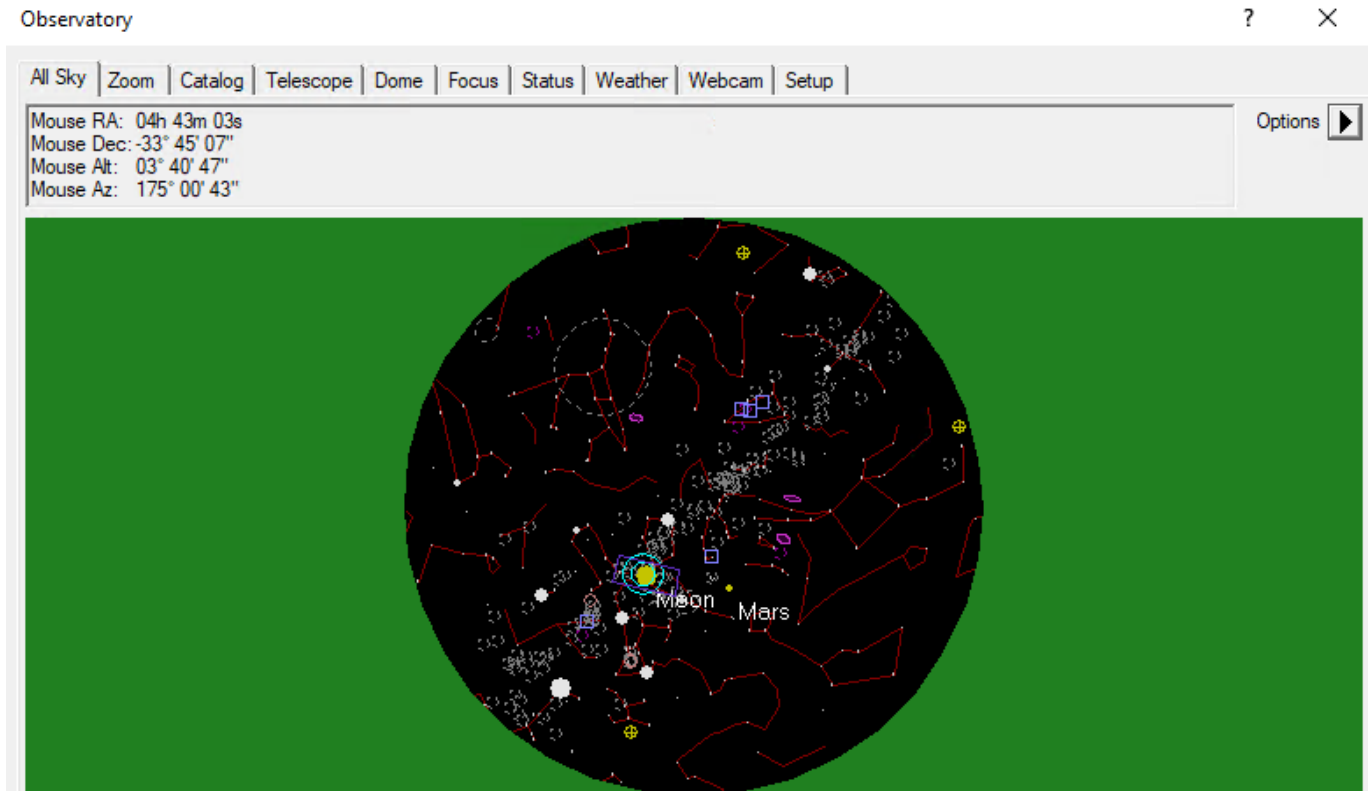 Observatory ? ×
All Sky Zoom Catalog Telescope Dome Focus Status Weather Webcam Setup
Mouse RA: 04h 43m 03s
Mouse Dec: -33° 45' 07"
Mouse Alt: 03° 40' 47"
Mouse Az: 175° 00' 43"
Options
Moon
Mars